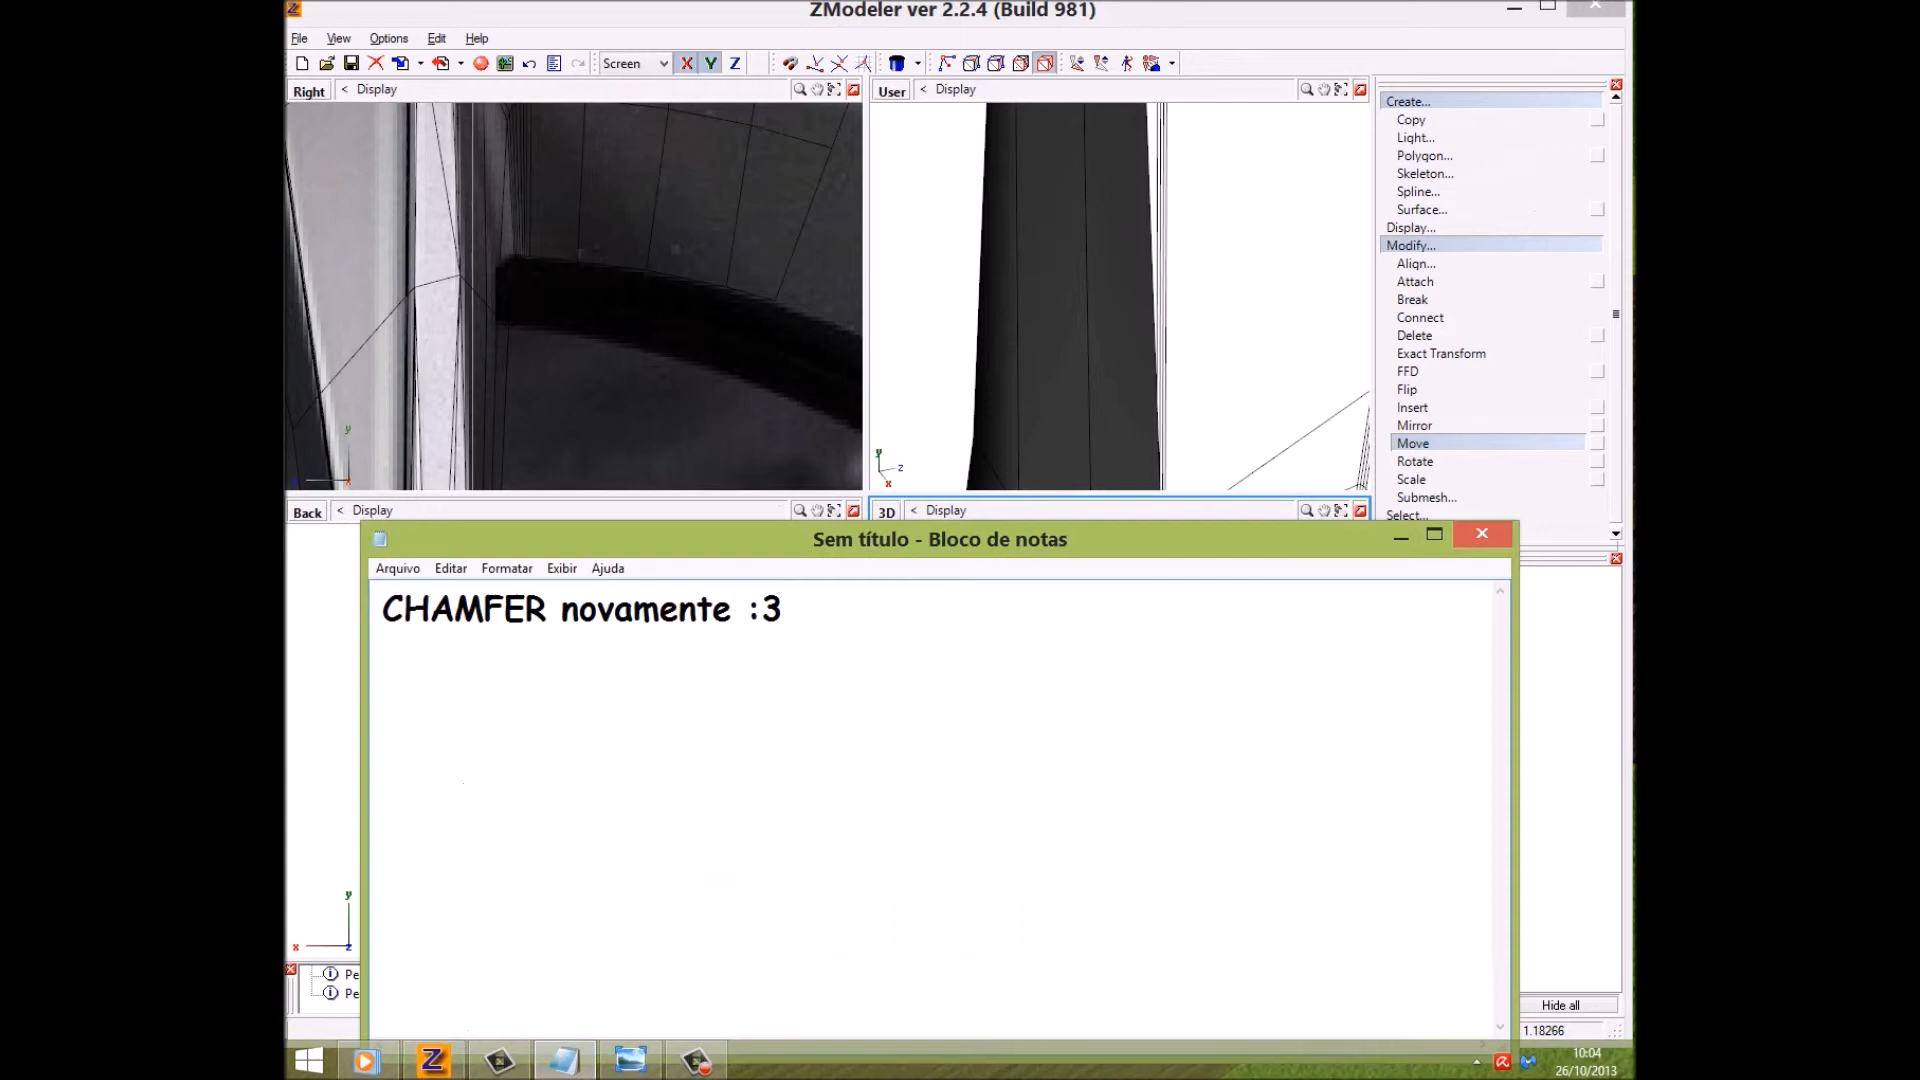 ZModeler ver 2.2.4 (Build 981)
File View Options Edit Help
Screen X Y Z
Right < Display
User < Display
Create...
Copy
Light...
Polygon...
Skeleton...
Spline...
Surface...
Display...
Modify...
Align...
Attach
Break
Connect
Delete
Exact Transform
FFD
Flip
Insert
Mirror
Move
Rotate
Scale
Submesh...
Select...
y
x
y
z
x
Back < Display
3D < Display
Sem título - Bloco de notas
Arquivo Editar Formatar Exibir Ajuda
CHAMFER novamente :3
y
x z
Pe
Pe
Hide all
1.18266
10:04
26/10/2013